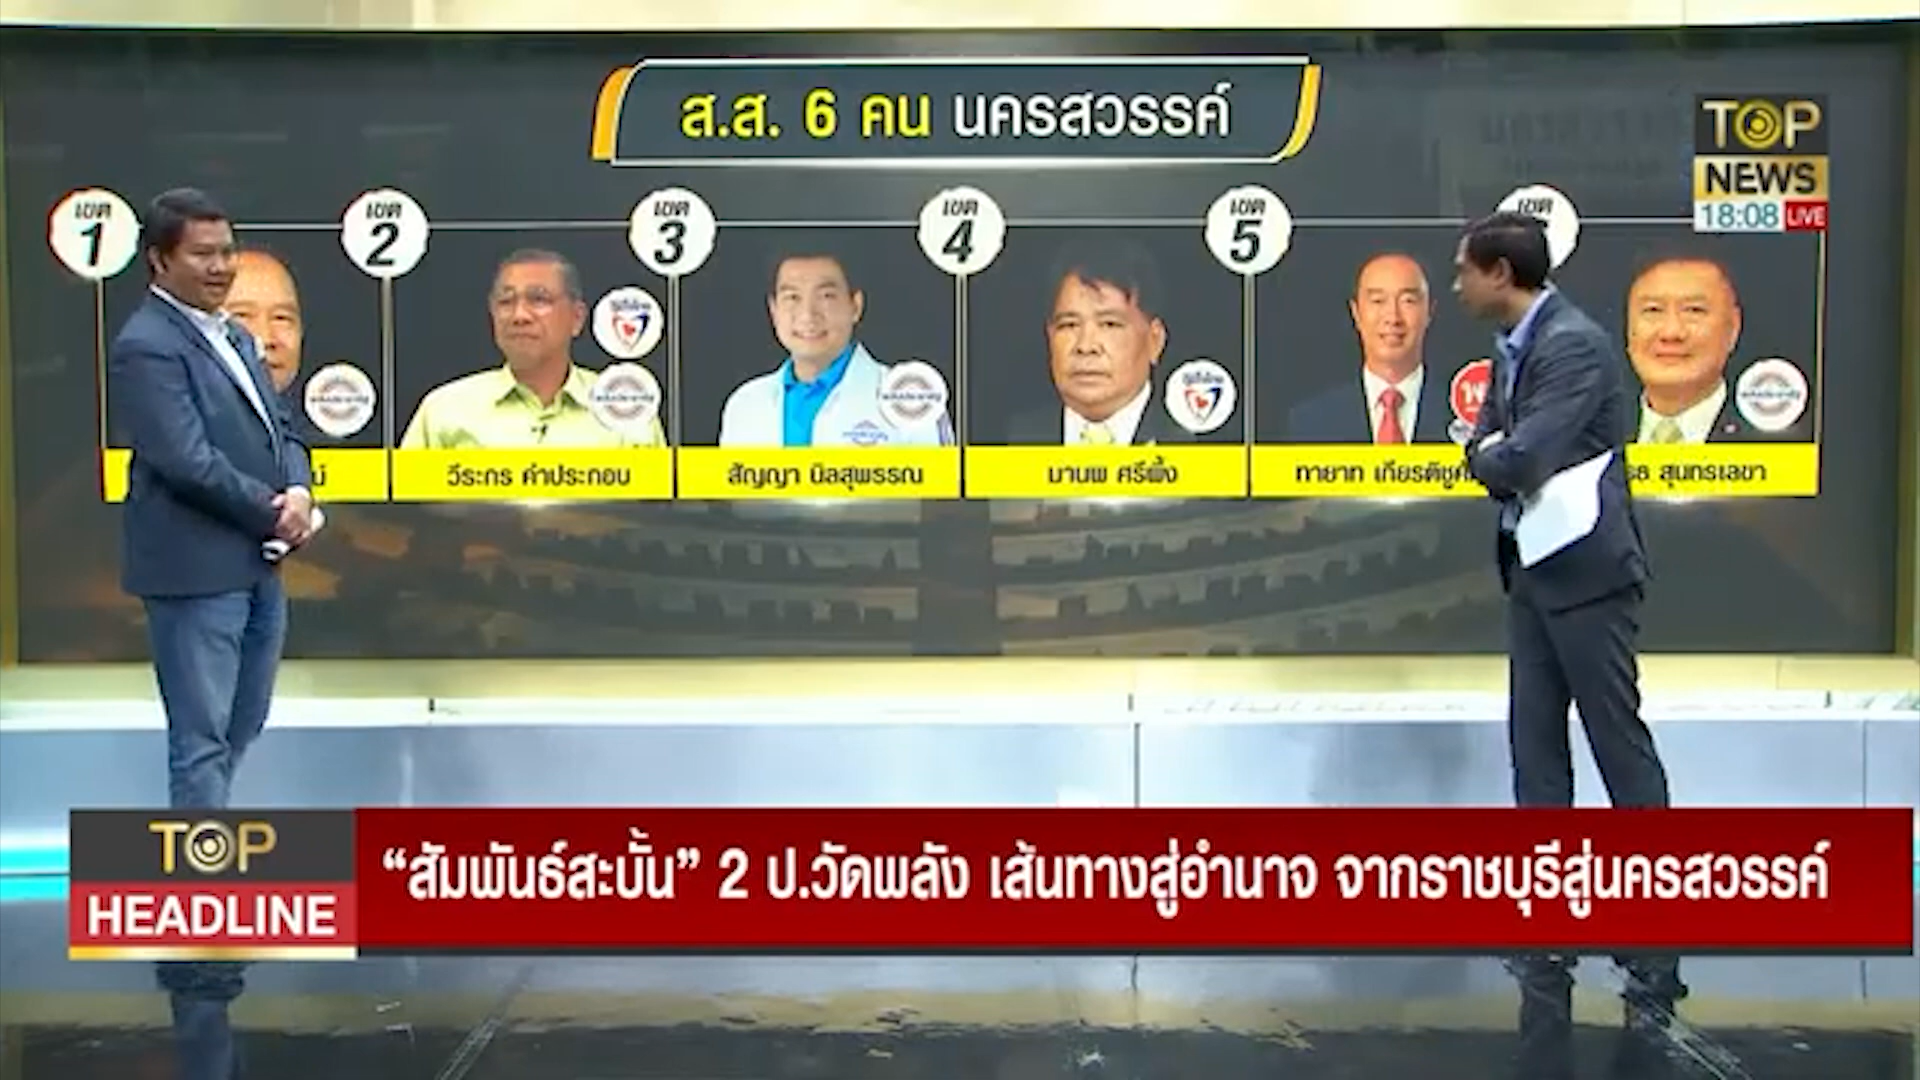 ส.ส. 6 คน นครสวรรค์
TOP
NEWS
18:08 LIVE
เขต
1
เขต
2
เขต
3
เขต
4
เขต
5
เขต
วีระกร คำประกอบ
สัญญา นิลสุพรรณ
มานพ ศรีผึ้ง
ทายาท
สุนทรเลขา
TOP
HEADLINE
“สัมพันธ์สะบั้น” 2 ป.วัดพลัง เส้นทางสู่อำนาจ จากราชบุรีสู่นครสวรรค์